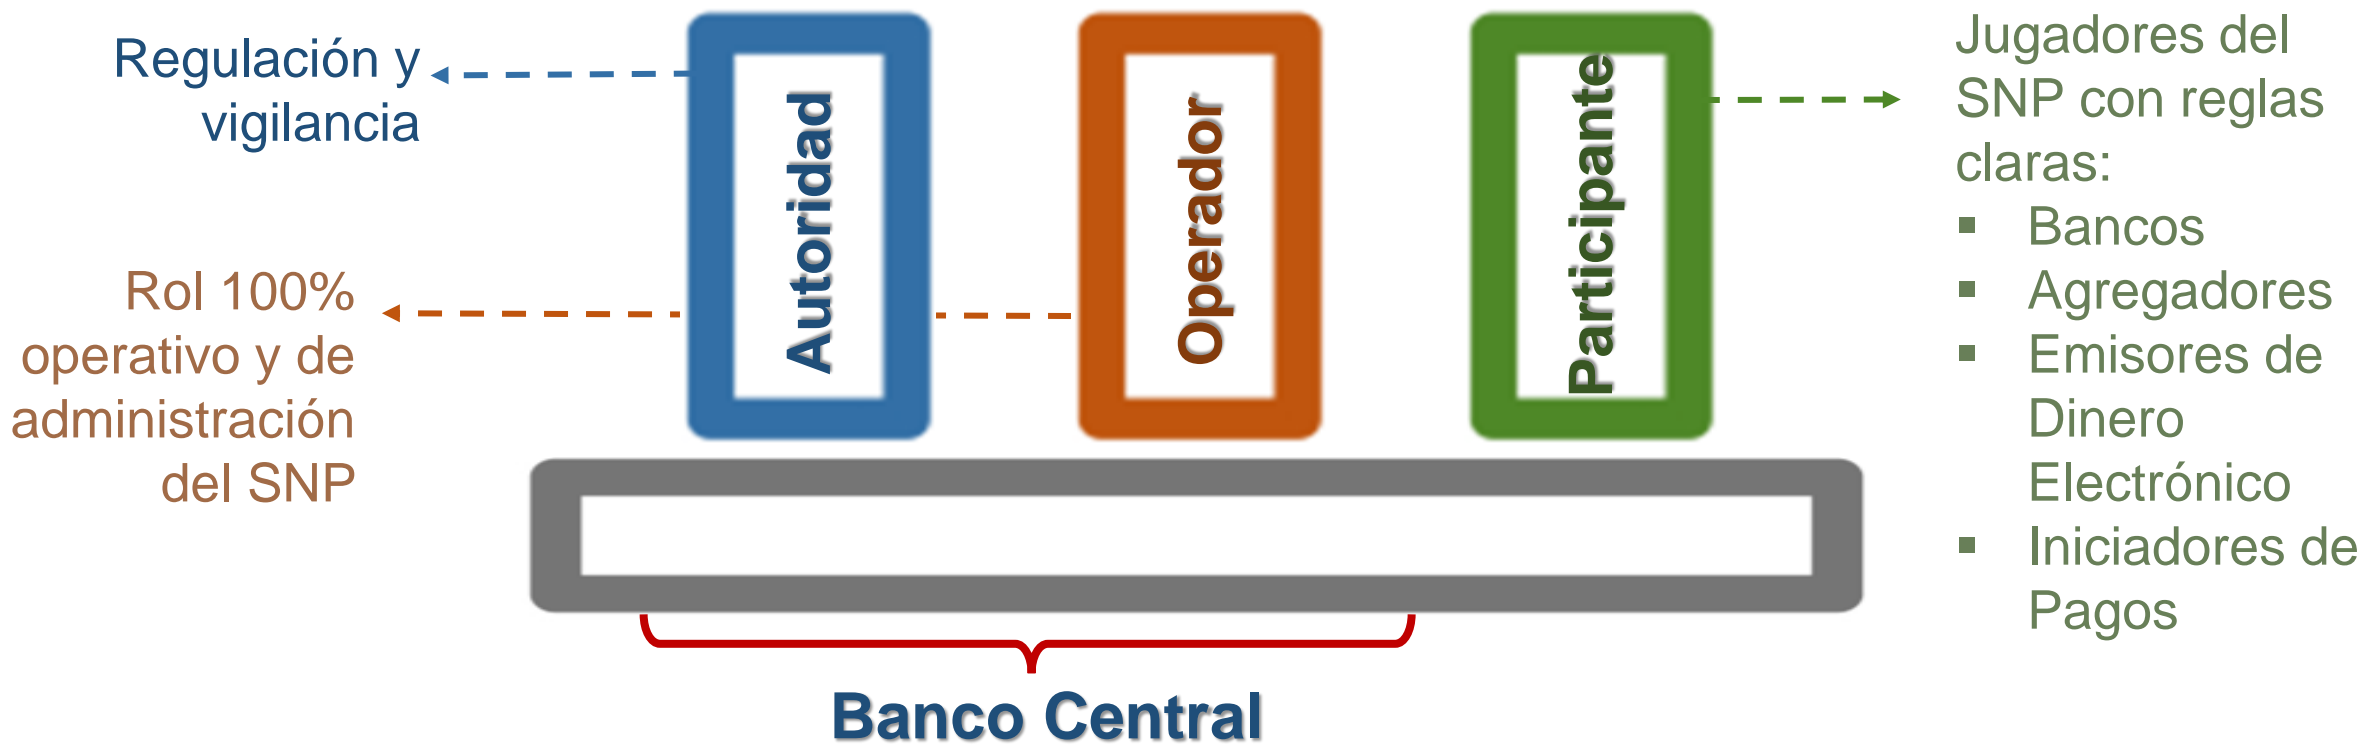 Regulación y
vigilancia
Rol 100%
operativo y de
administración
del SNP
Autoridad
Operador
Participante
Jugadores del
SNP con reglas
claras:
▪ Bancos
▪ Agregadores
▪ Emisores de
Dinero
Electrónico
▪ Iniciadores de
Pagos
Banco Central